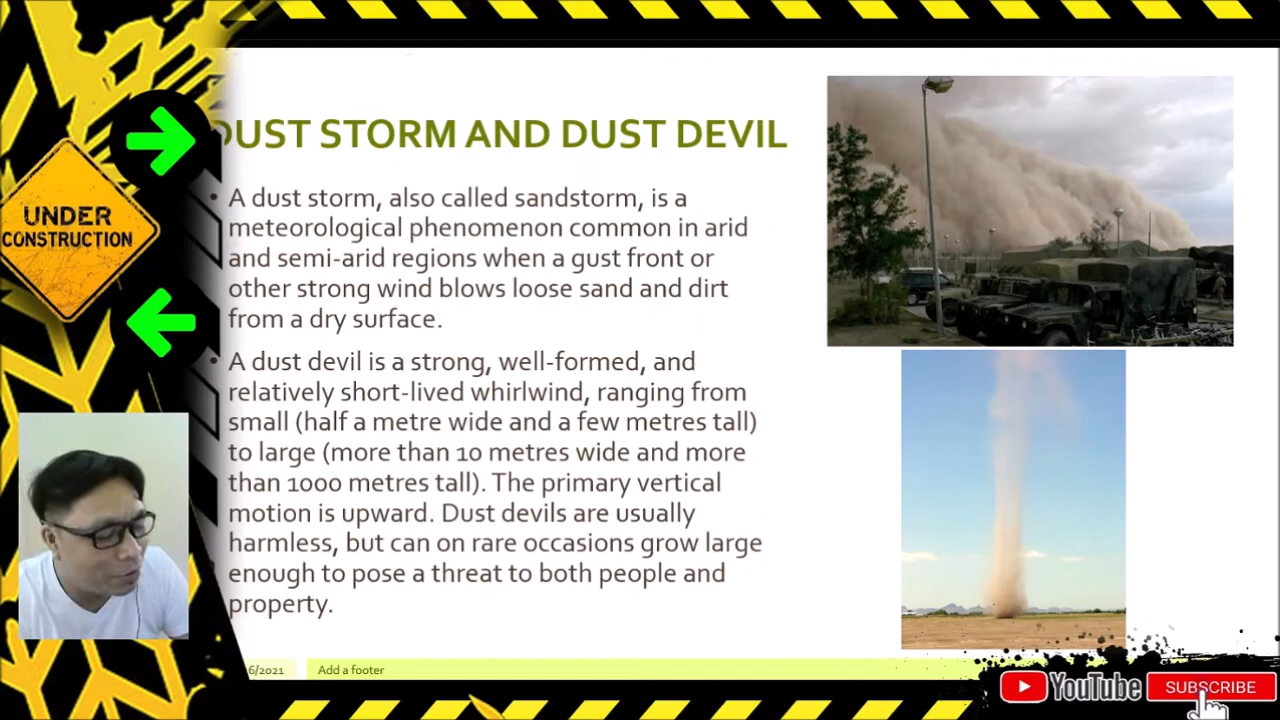 DUST STORM AND DUST DEVIL
UNDER
CONSTRUCTION
• A dust storm, also called sandstorm, is a
meteorological phenomenon common in arid
and semi-arid regions when a gust front or
other strong wind blows loose sand and dirt
from a dry surface.
• A dust devil is a strong, well-formed, and
relatively short-lived whirlwind, ranging from
small (half a metre wide and a few metres tall)
to large (more than 10 metres wide and more
than 1000 metres tall). The primary vertical
motion is upward. Dust devils are usually
harmless, but can on rare occasions grow large
enough to pose a threat to both people and
property.
6/2021
Add a footer
YouTube
SUBSCRIBE